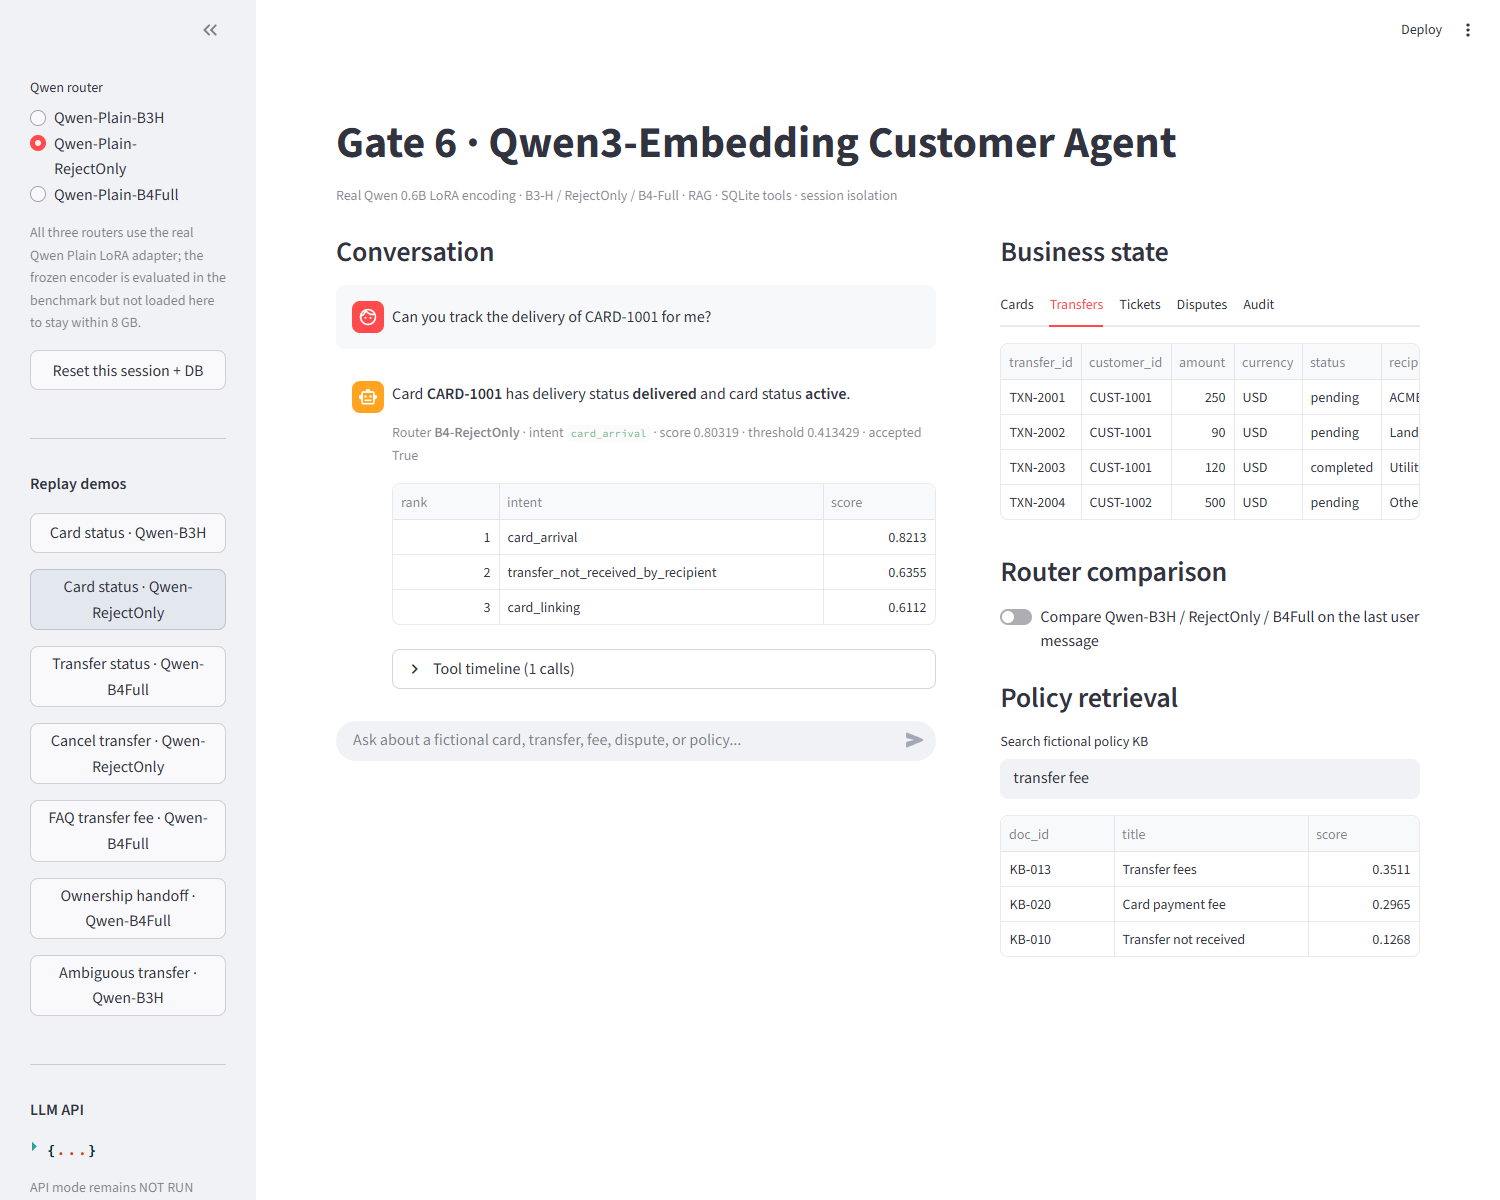 Deploy
Qwen router
Qwen-Plain-B3H
Qwen-Plain-
RejectOnly
Qwen-Plain-B4Full
All three routers use the real
Qwen Plain LoRA adapter; the
frozen encoder is evaluated in the
benchmark but not loaded here
to stay within 8 GB.
Reset this session + DB
Replay demos
Card status · Qwen-B3H
Card status · Qwen-
RejectOnly
Transfer status · Qwen-
B4Full
Cancel transfer · Qwen-
RejectOnly
FAQ transfer fee · Qwen-
B4Full
Ownership handoff ·
Qwen-B4Full
Ambiguous transfer ·
Qwen-B3H
LLM API
{...}
API mode remains NOT RUN
Gate 6 · Qwen3-Embedding Customer Agent
Real Qwen 0.6B LoRA encoding · B3-H / RejectOnly / B4-Full · RAG · SQLite tools · session isolation
Conversation
Can you track the delivery of CARD-1001 for me?
Card CARD-1001 has delivery status delivered and card status active.
Router B4-RejectOnly · intent card_arrival · score 0.80319 · threshold 0.413429 · accepted
True
rank intent score
1 card_arrival 0.8213
2 transfer_not_received_by_recipient 0.6355
3 card_linking 0.6112
Tool timeline (1 calls)
Ask about a fictional card, transfer, fee, dispute, or policy...
Business state
Cards Transfers Tickets Disputes Audit
transfer_id customer_id amount currency status recip
TXN-2001 CUST-1001 250 USD pending ACME
TXN-2002 CUST-1001 90 USD pending Land
TXN-2003 CUST-1001 120 USD completed Utilit
TXN-2004 CUST-1002 500 USD pending Othe
Router comparison
Compare Qwen-B3H / RejectOnly / B4Full on the last user
message
Policy retrieval
Search fictional policy KB
transfer fee
doc_id title score
KB-013 Transfer fees 0.3511
KB-020 Card payment fee 0.2965
KB-010 Transfer not received 0.1268